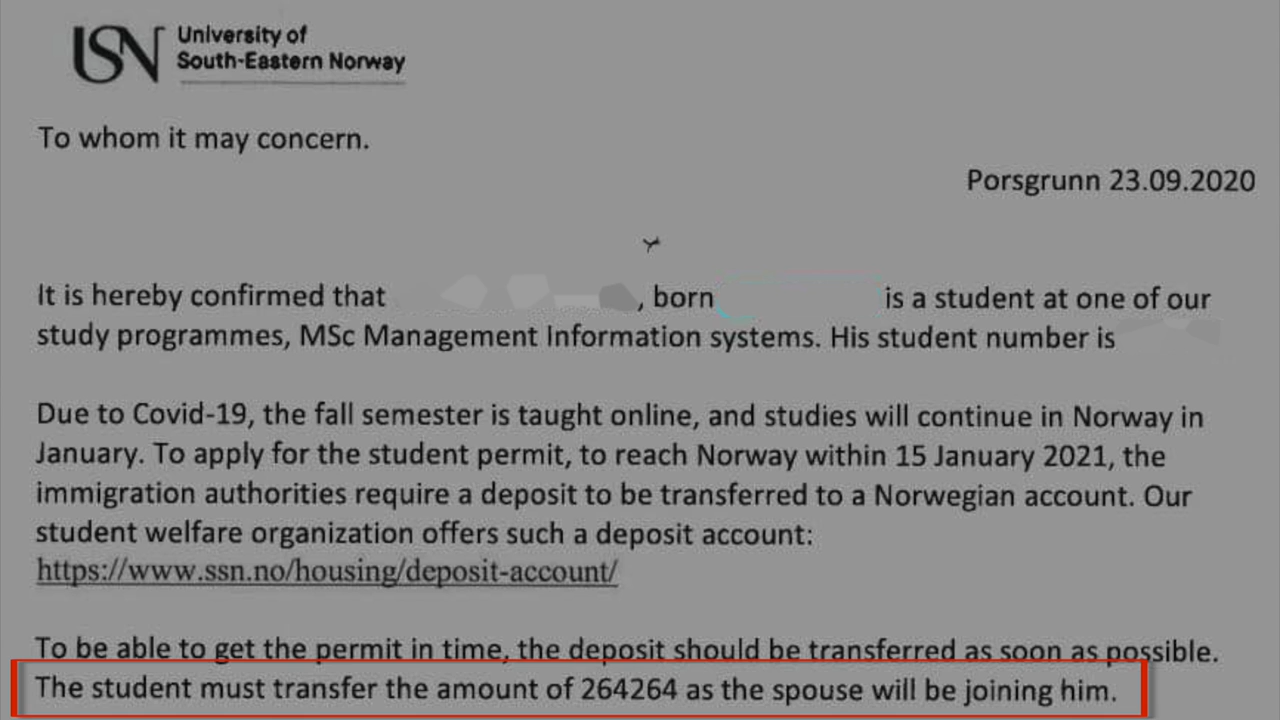 USN University of
South-Eastern Norway
To whom it may concern.
Porsgrunn 23.09.2020
It is hereby confirmed that , born is a student at one of our
study programmes, MSc Management Information systems. His student number is
Due to Covid-19, the fall semester is taught online, and studies will continue in Norway in
January. To apply for the student permit, to reach Norway within 15 January 2021, the
immigration authorities require a deposit to be transferred to a Norwegian account. Our
student welfare organization offers such a deposit account:
https://www.ssn.no/housing/deposit-account/
To be able to get the permit in time, the deposit should be transferred as soon as possible.
The student must transfer the amount of 264264 as the spouse will be joining him.